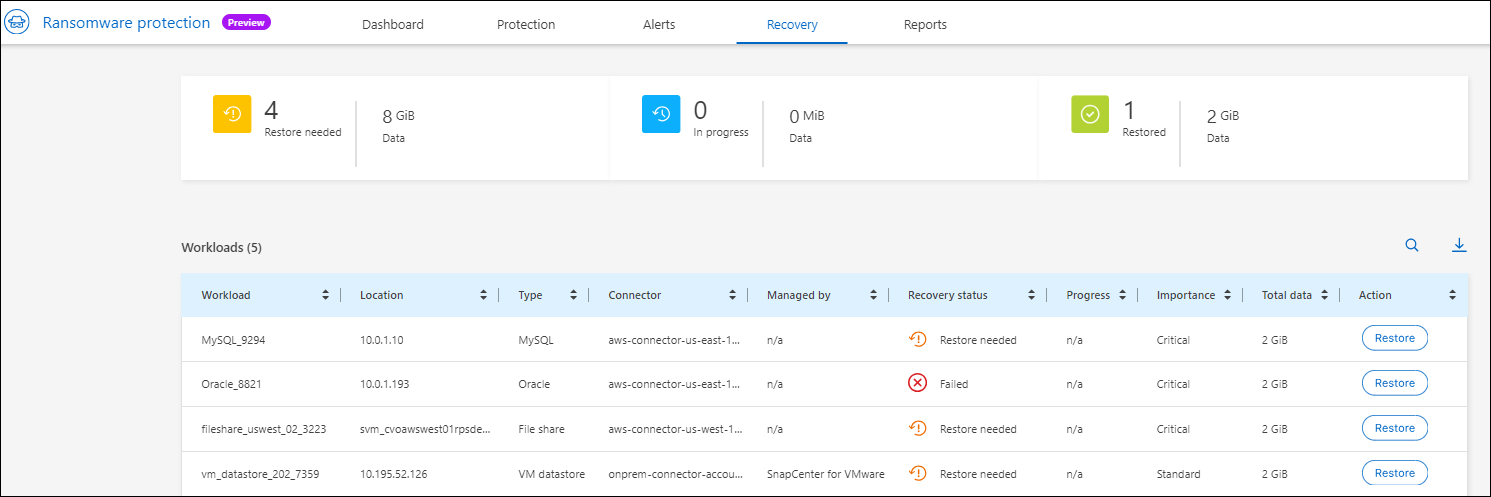 Ransomware protection Preview Dashboard Protection Alerts Recovery Reports
4 Restore needed 8 GiB Data 0 In progress 0 MiB Data 1 Restored 2 GiB Data
Workloads (5)
Workload Location Type Connector Managed by Recovery status Progress Importance Total data Action
MySQL_9294 10.0.1.10 MySQL aws-connector-us-east-1... n/a Restore needed n/a Critical 2 GiB Restore
Oracle_8821 10.0.1.193 Oracle aws-connector-us-east-1... n/a Failed n/a Critical 2 GiB Restore
fileshare_uswest_02_3223 svm_cvoawswest01rpsde... File share aws-connector-us-west-1... n/a Restore needed n/a Critical 2 GiB Restore
vm_datastore_202_7359 10.195.52.126 VM datastore onprem-connector-accou... SnapCenter for VMware Restore needed n/a Standard 2 GiB Restore